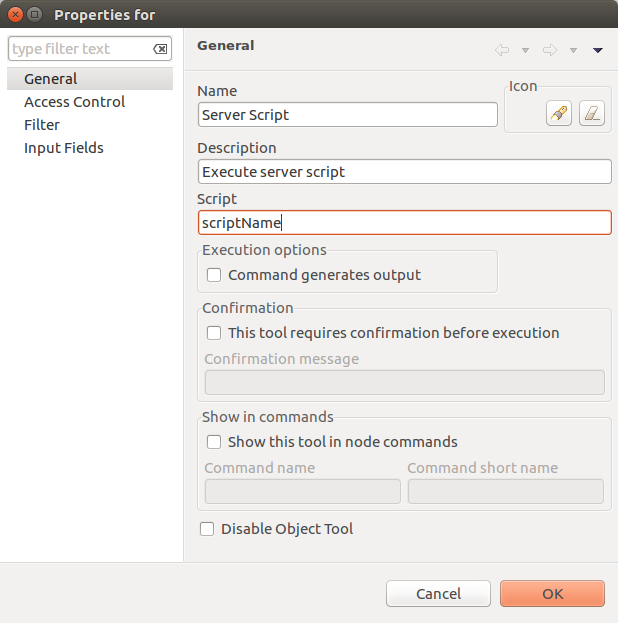 Properties for
type filter text
General
Access Control
Filter
Input Fields
General
Name
Icon
Server Script
Description
Execute server script
Script
scriptName
Execution options
Command generates output
Confirmation
This tool requires confirmation before execution
Confirmation message
Show in commands
Show this tool in node commands
Command name Command short name
Disable Object Tool
Cancel OK